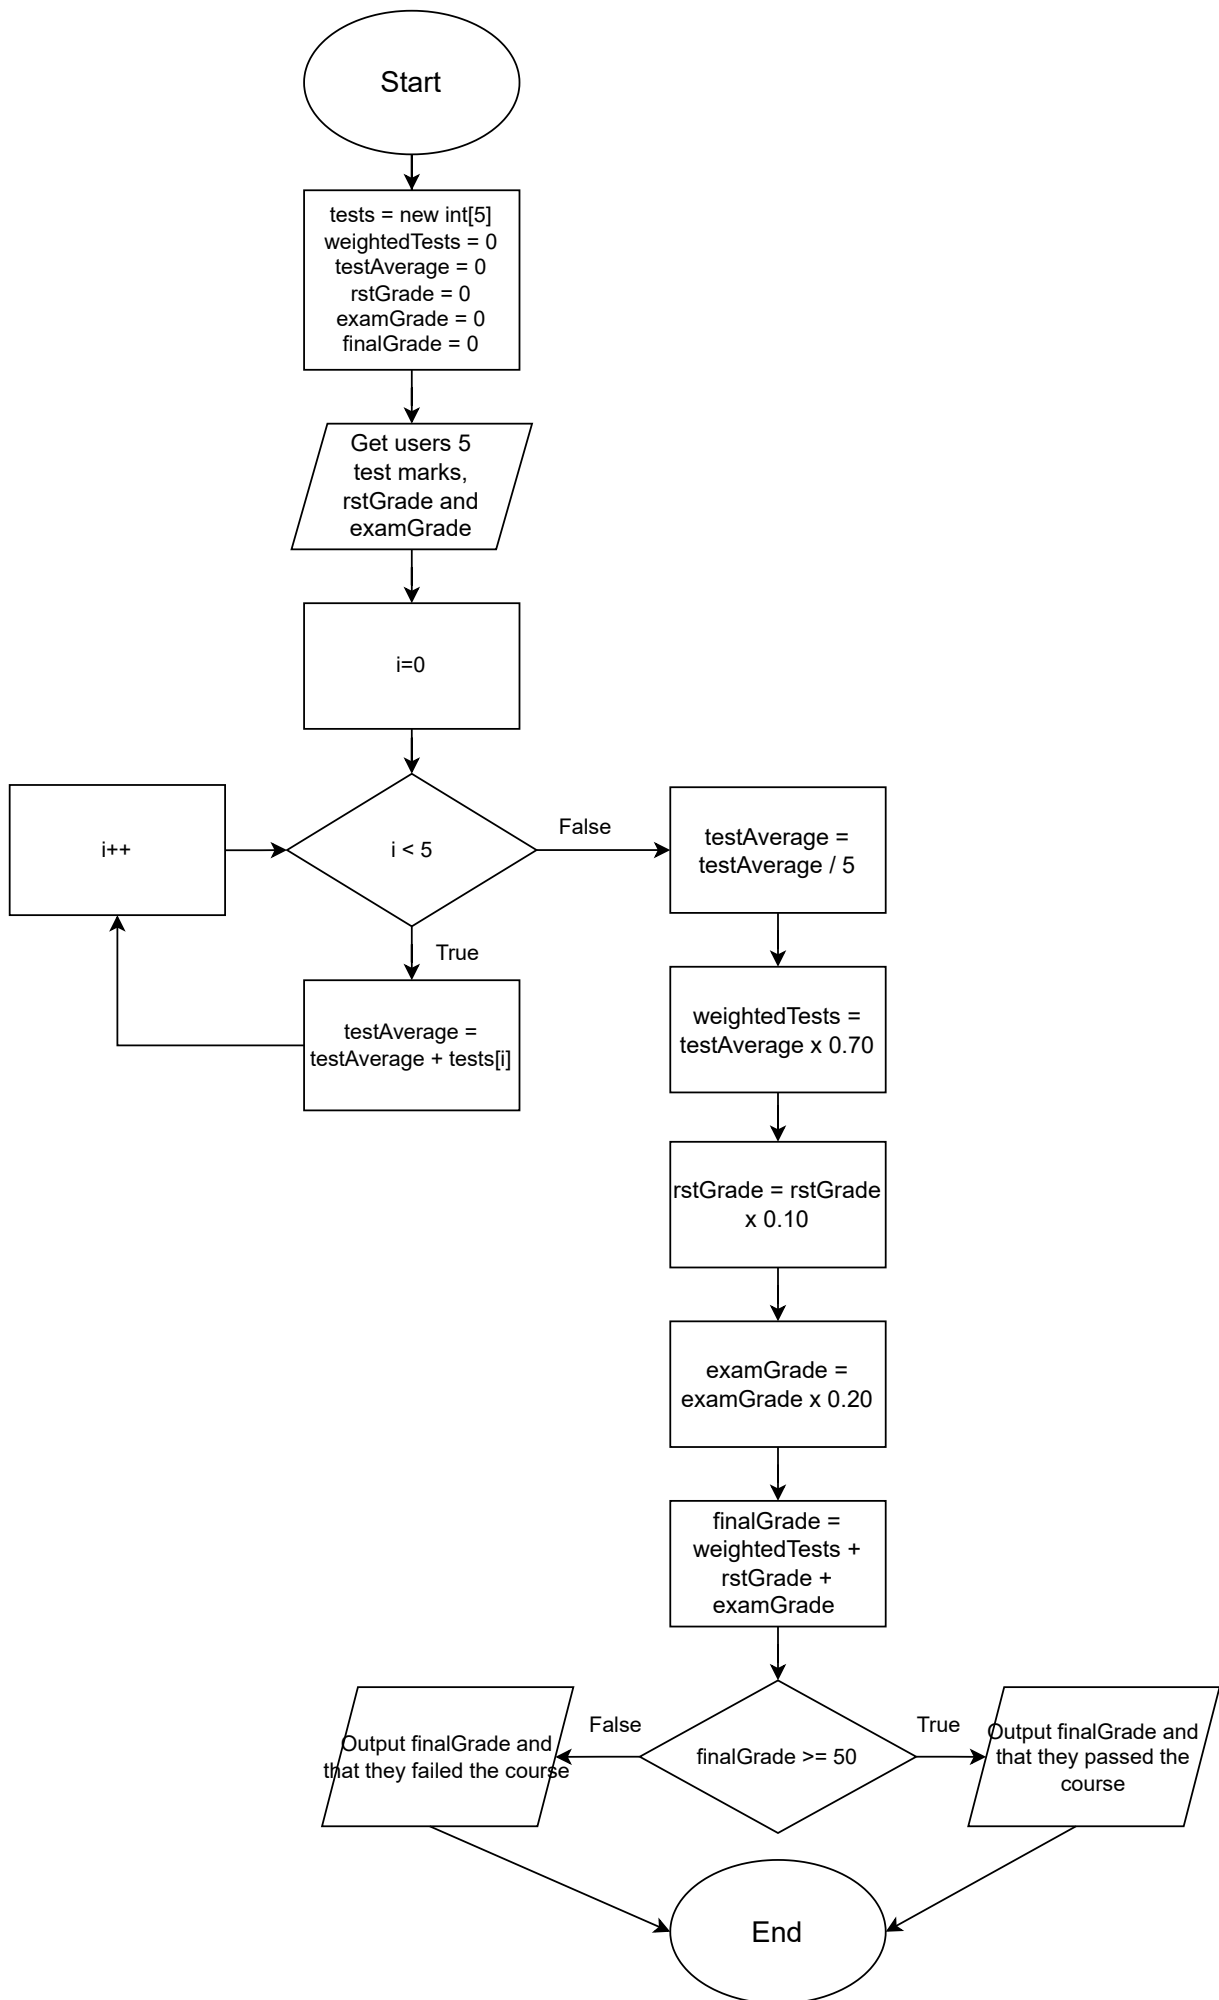 Start
tests = new int[5]
weightedTests = 0
testAverage = 0
rstGrade = 0
examGrade = 0
finalGrade = 0
Get users 5
test marks,
rstGrade and
examGrade
i=0
i++
i < 5
False
testAverage =
testAverage / 5
True
testAverage =
testAverage + tests[i]
weightedTests =
testAverage x 0.70
rstGrade = rstGrade
x 0.10
examGrade =
examGrade x 0.20
finalGrade =
weightedTests +
rstGrade +
examGrade
Output finalGrade and
that they failed the course
False
finalGrade >= 50
True
Output finalGrade and
that they passed the
course
End